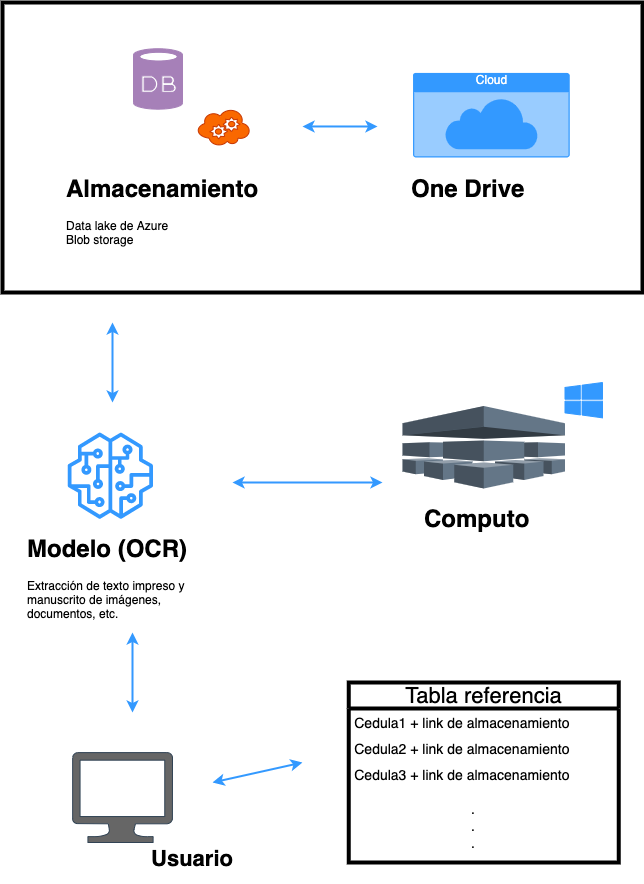 DB
Cloud
Almacenamiento
One Drive
Data lake de Azure
Blob storage
Computo
Modelo (OCR)
Extracción de texto impreso y
manuscrito de imágenes,
documentos, etc.
Tabla referencia
Cedula1 + link de almacenamiento
Cedula2 + link de almacenamiento
Cedula3 + link de almacenamiento
.
.
.
Usuario